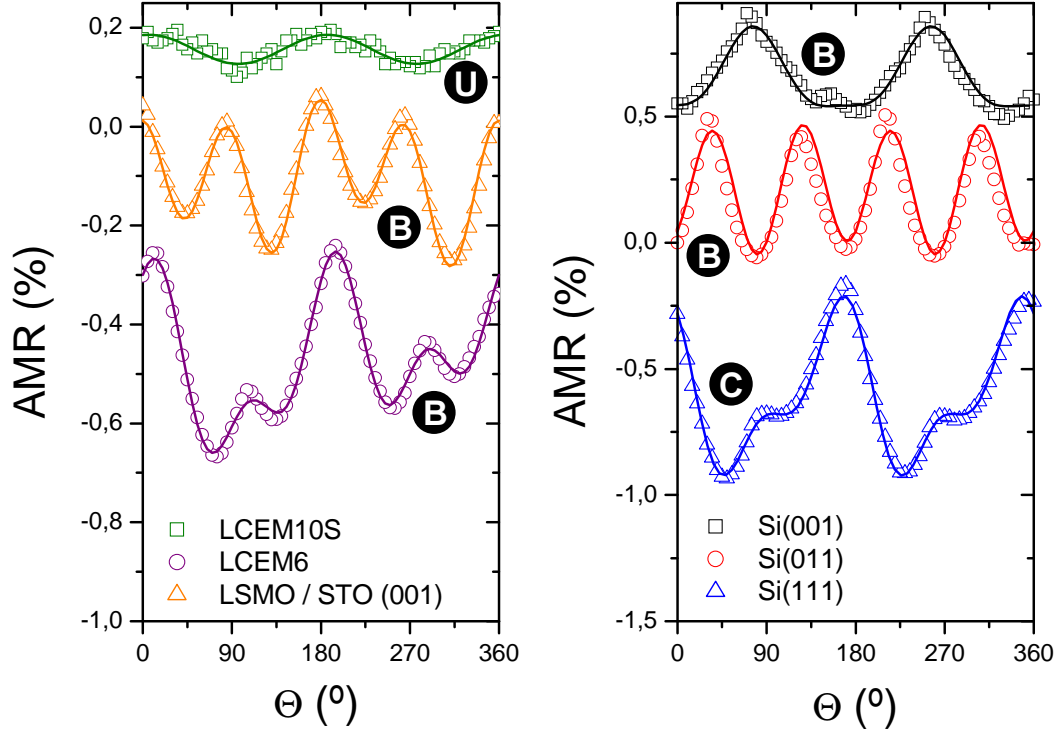 AMR (%)
0,2
0,0
-0,2
-0,4
-0,6
-0,8
-1,0
U
B
B
LCEM10S
LCEM6
LSMO / STO (001)
0 90 180 270 360
Θ (º)
AMR (%)
0,5
0,0
-0,5
-1,0
-1,5
B
B
C
Si(001)
Si(011)
Si(111)
0 90 180 270 360
Θ (º)